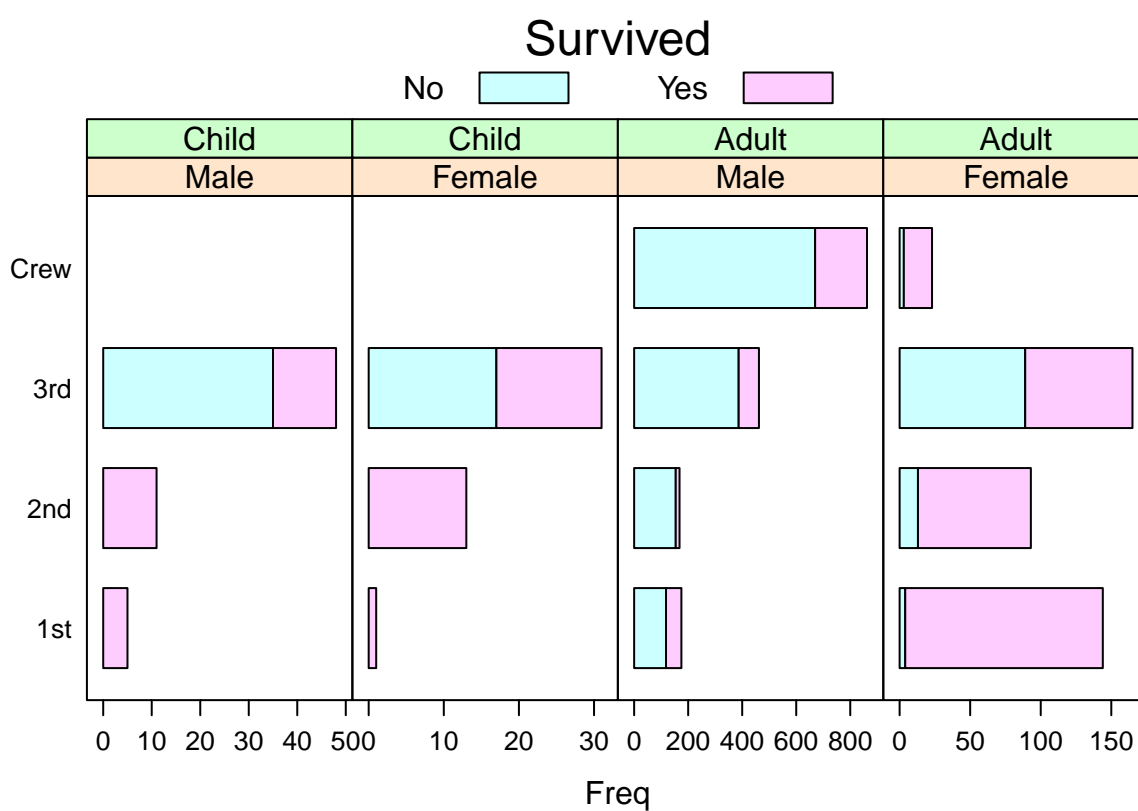 Survived
No Yes
Child Child Adult Adult
Male Female Male Female
Crew
3rd
2nd
1st
0 10 20 30 40 50 0 10 20 30 0 200 400 600 800 0 50 100 150
Freq